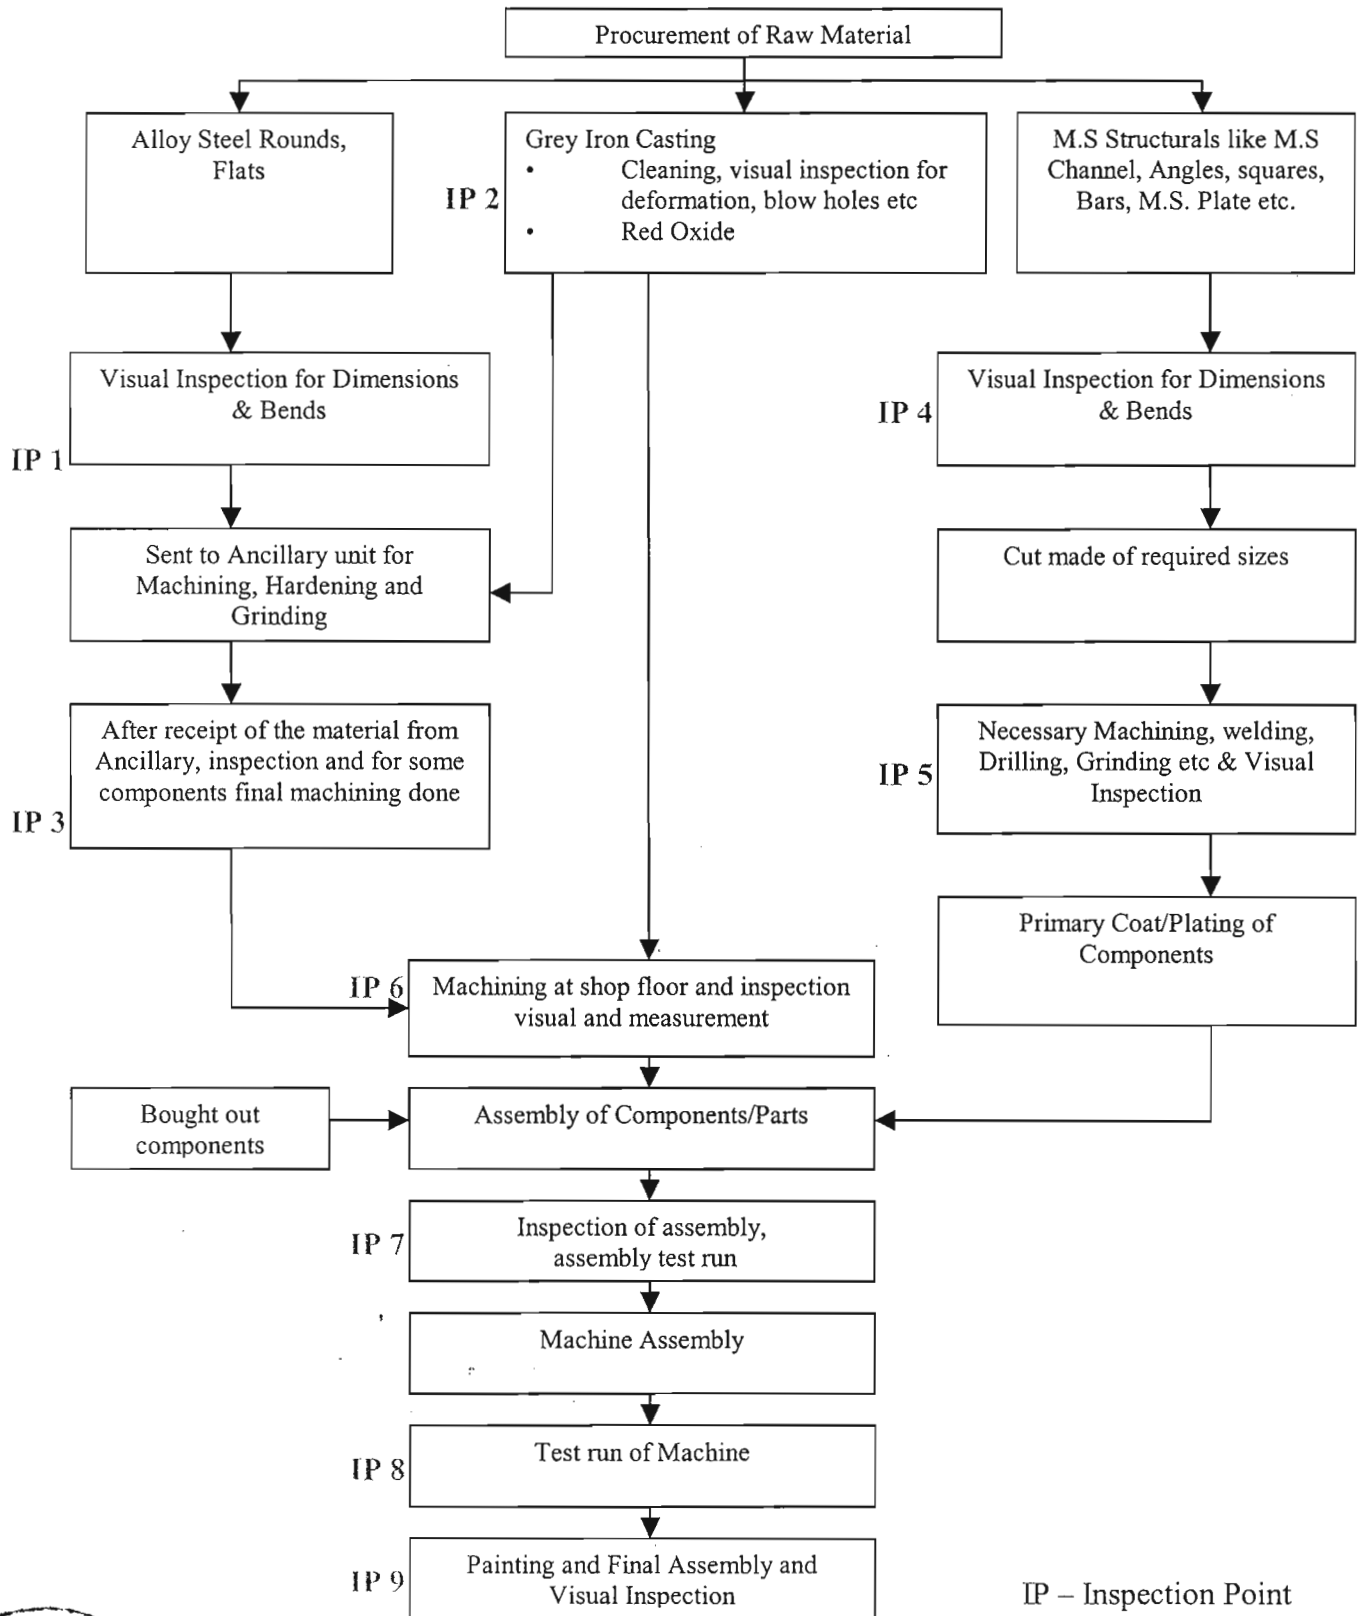 Procurement of Raw Material
Alloy Steel Rounds,
Flats
IP 2
Grey Iron Casting
• Cleaning, visual inspection for
deformation, blow holes etc
• Red Oxide
M.S Structurals like M.S
Channel, Angles, squares,
Bars, M.S. Plate etc.
Visual Inspection for Dimensions
& Bends
IP 1
IP 4
Visual Inspection for Dimensions
& Bends
Sent to Ancillary unit for
Machining, Hardening and
Grinding
Cut made of required sizes
After receipt of the material from
Ancillary, inspection and for some
components final machining done
IP 3
IP 5
Necessary Machining, welding,
Drilling, Grinding etc & Visual
Inspection
Primary Coat/Plating of
Components
IP 6
Machining at shop floor and inspection
visual and measurement
Bought out
components
Assembly of Components/Parts
IP 7
Inspection of assembly,
assembly test run
Machine Assembly
IP 8
Test run of Machine
IP 9
Painting and Final Assembly and
Visual Inspection
IP – Inspection Point